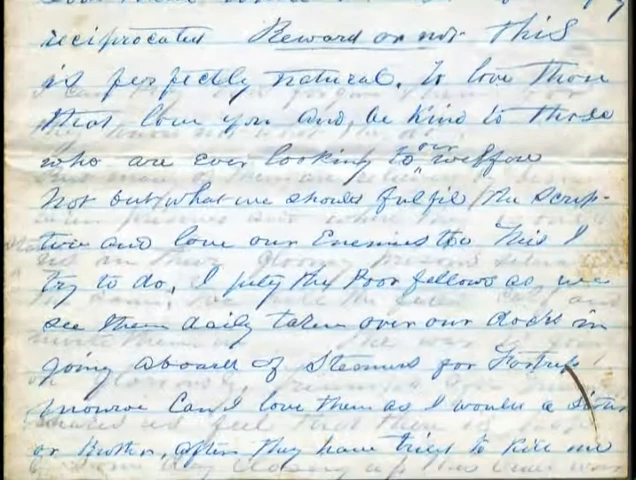 reciprocated Reward or not this
is perfectly natural. To love those
that love you and be kind to those
who are ever looking to our welfare
Not but what we should fulfil the Scrip-
ture and love our Enemies too This I
try to do, I pity the Poor fellows as we
see them daily taken over our docks in
going aboard of Steamers for Fortress
Monroe Can I love them as I would a Sister
or Brother, after they have tried to kill me